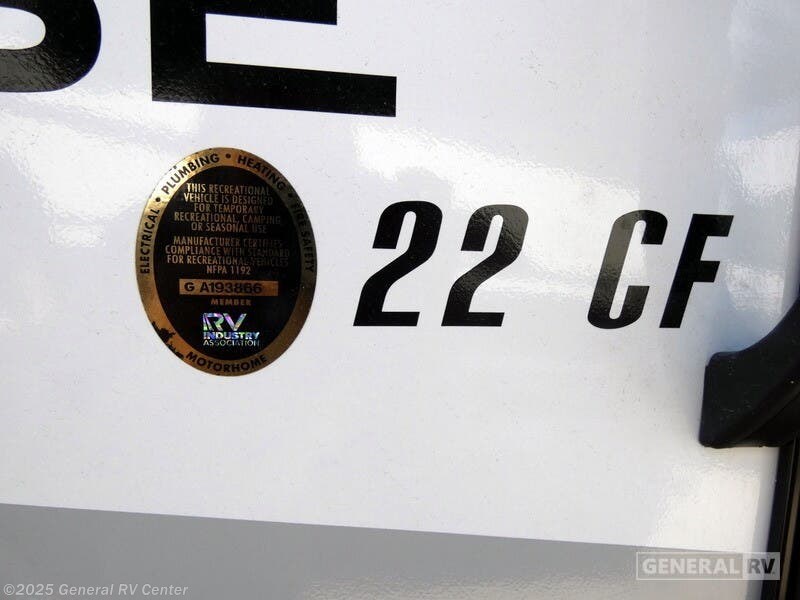 SE
ELECTRICAL • PLUMBING • HEATING • FIRE SAFETY
THIS RECREATIONAL
VEHICLE IS DESIGNED
FOR TEMPORARY
RECREATIONAL, CAMPING
OR SEASONAL USE
MANUFACTURER CERTIFIES
COMPLIANCE WITH STANDARD
FOR RECREATIONAL VEHICLES
NFPA 1192
G A193866
MEMBER
RV
INDUSTRY
ASSOCIATION
MOTORHOME
22 CF
GENERAL RV
©2025 General RV Center